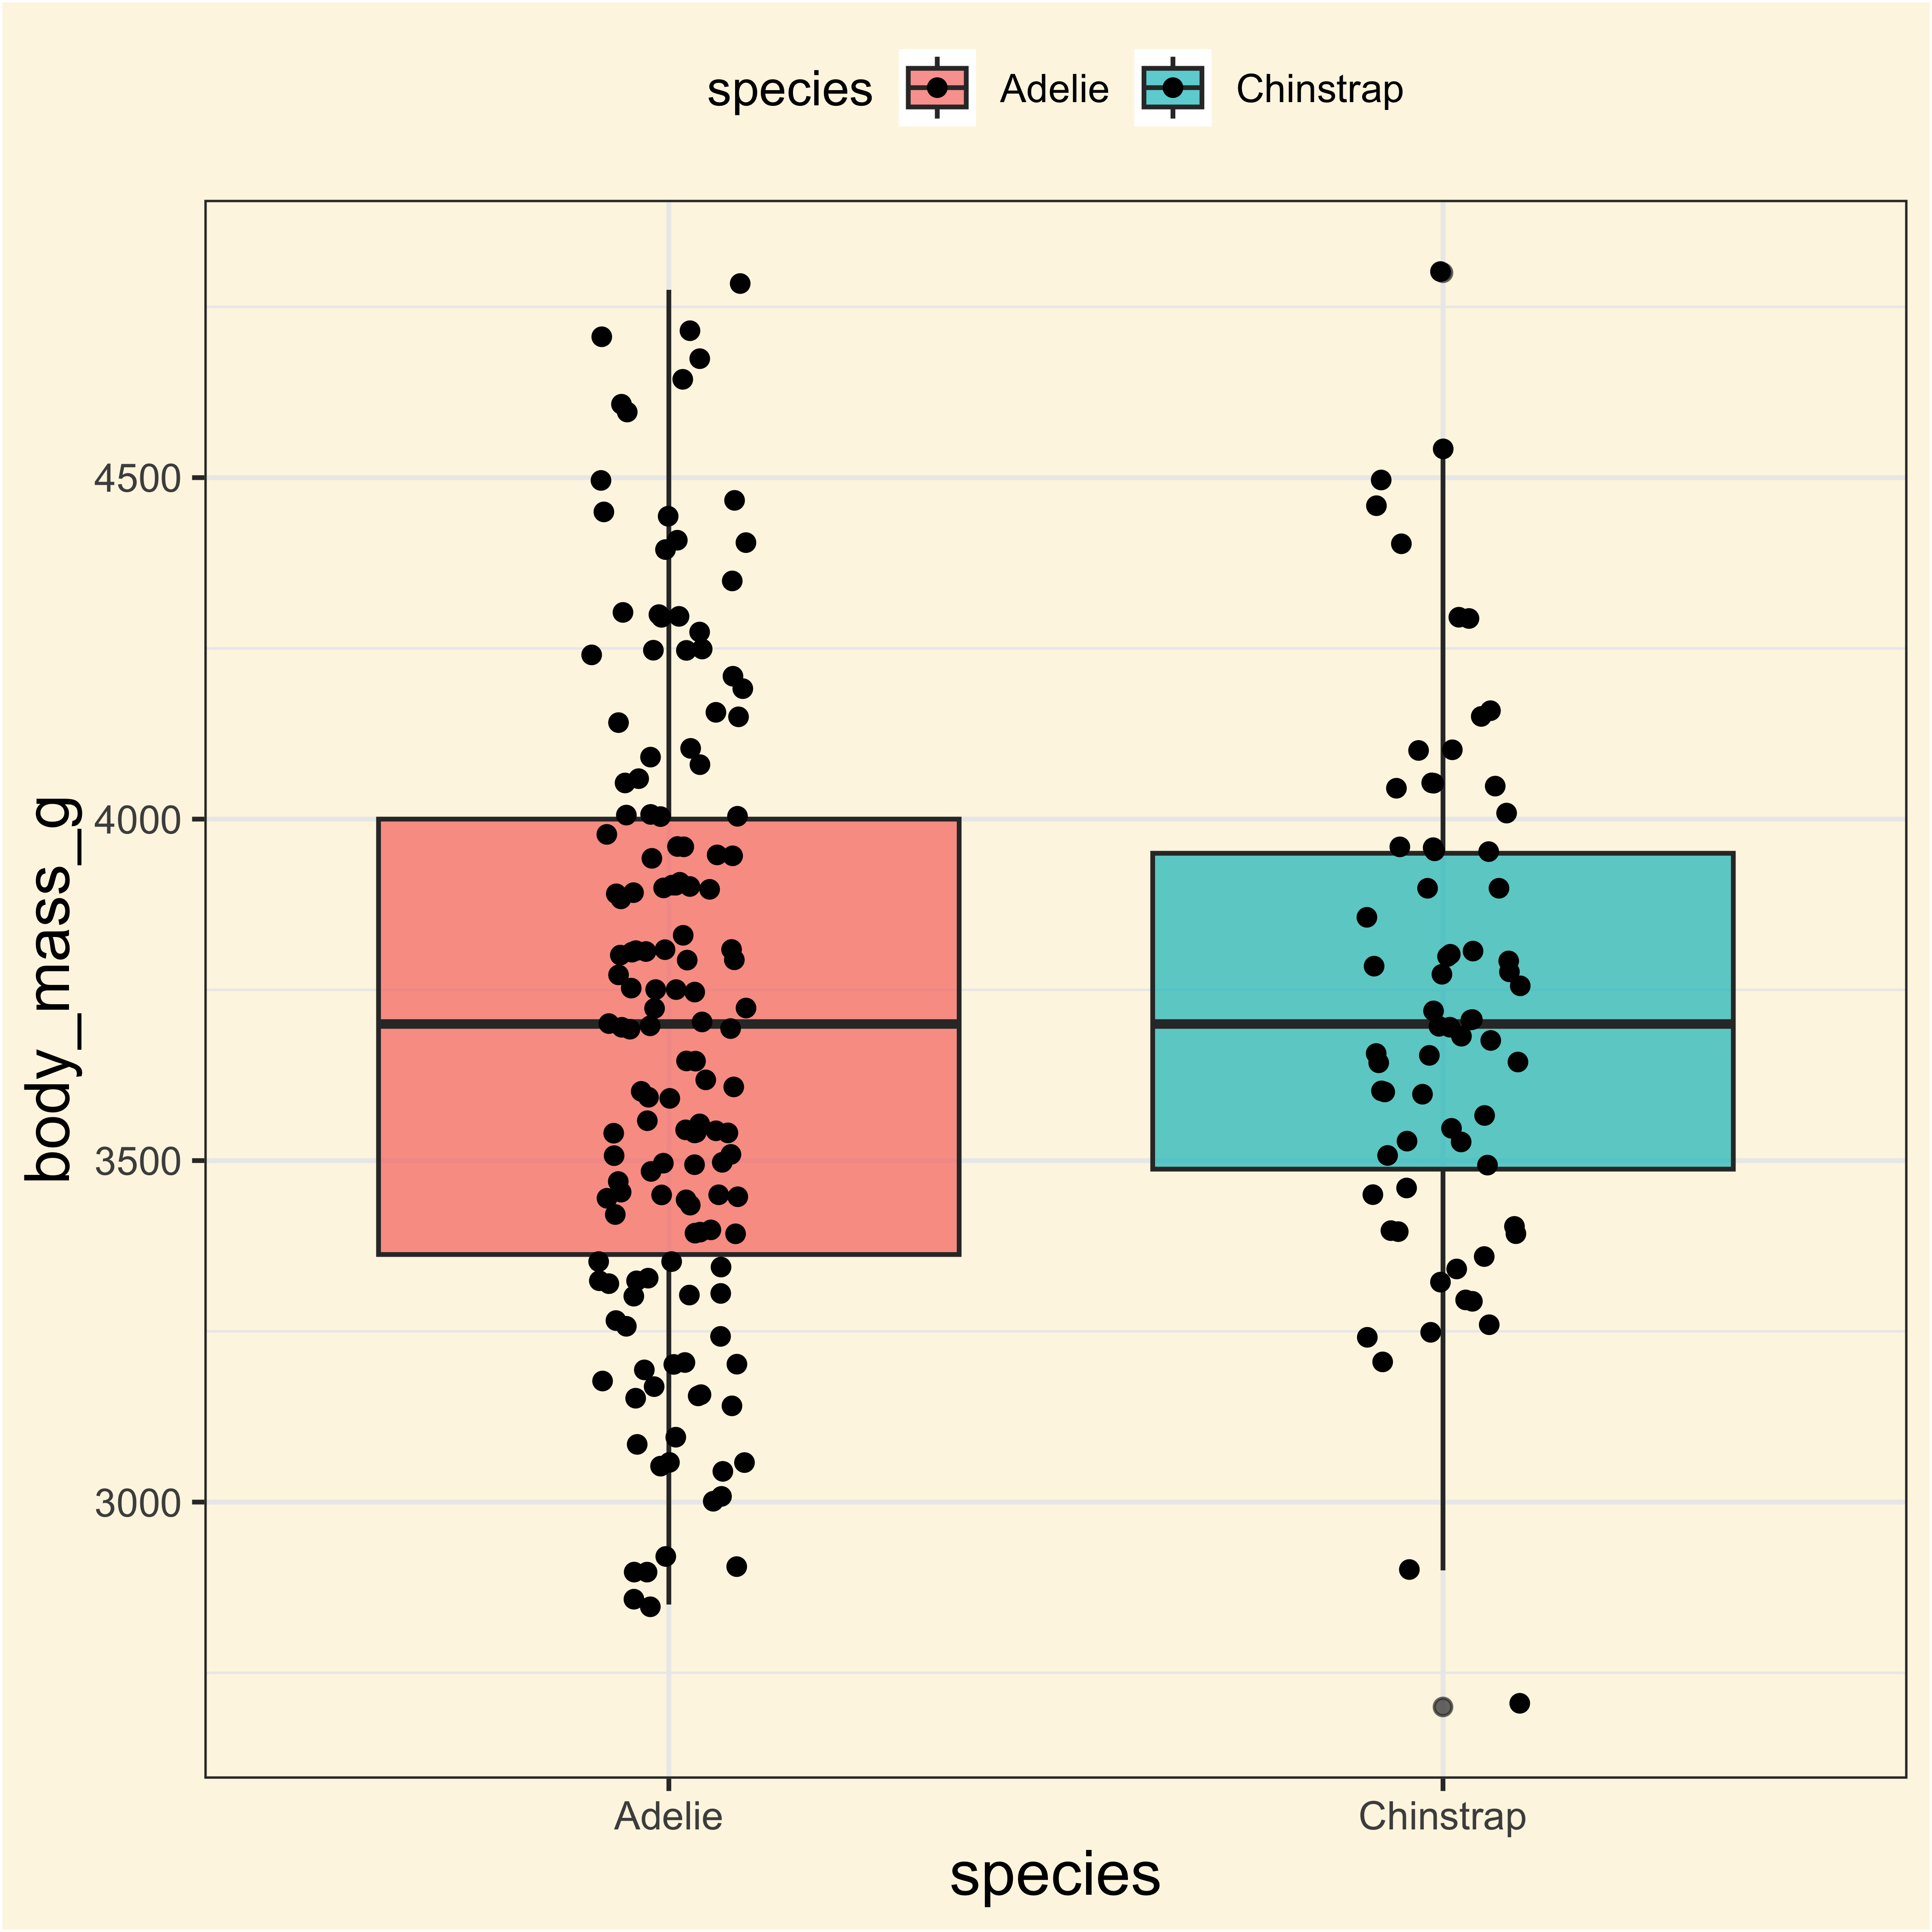 species Adelie Chinstrap
body_mass_g
4500
4000
3500
3000
Adelie Chinstrap
species